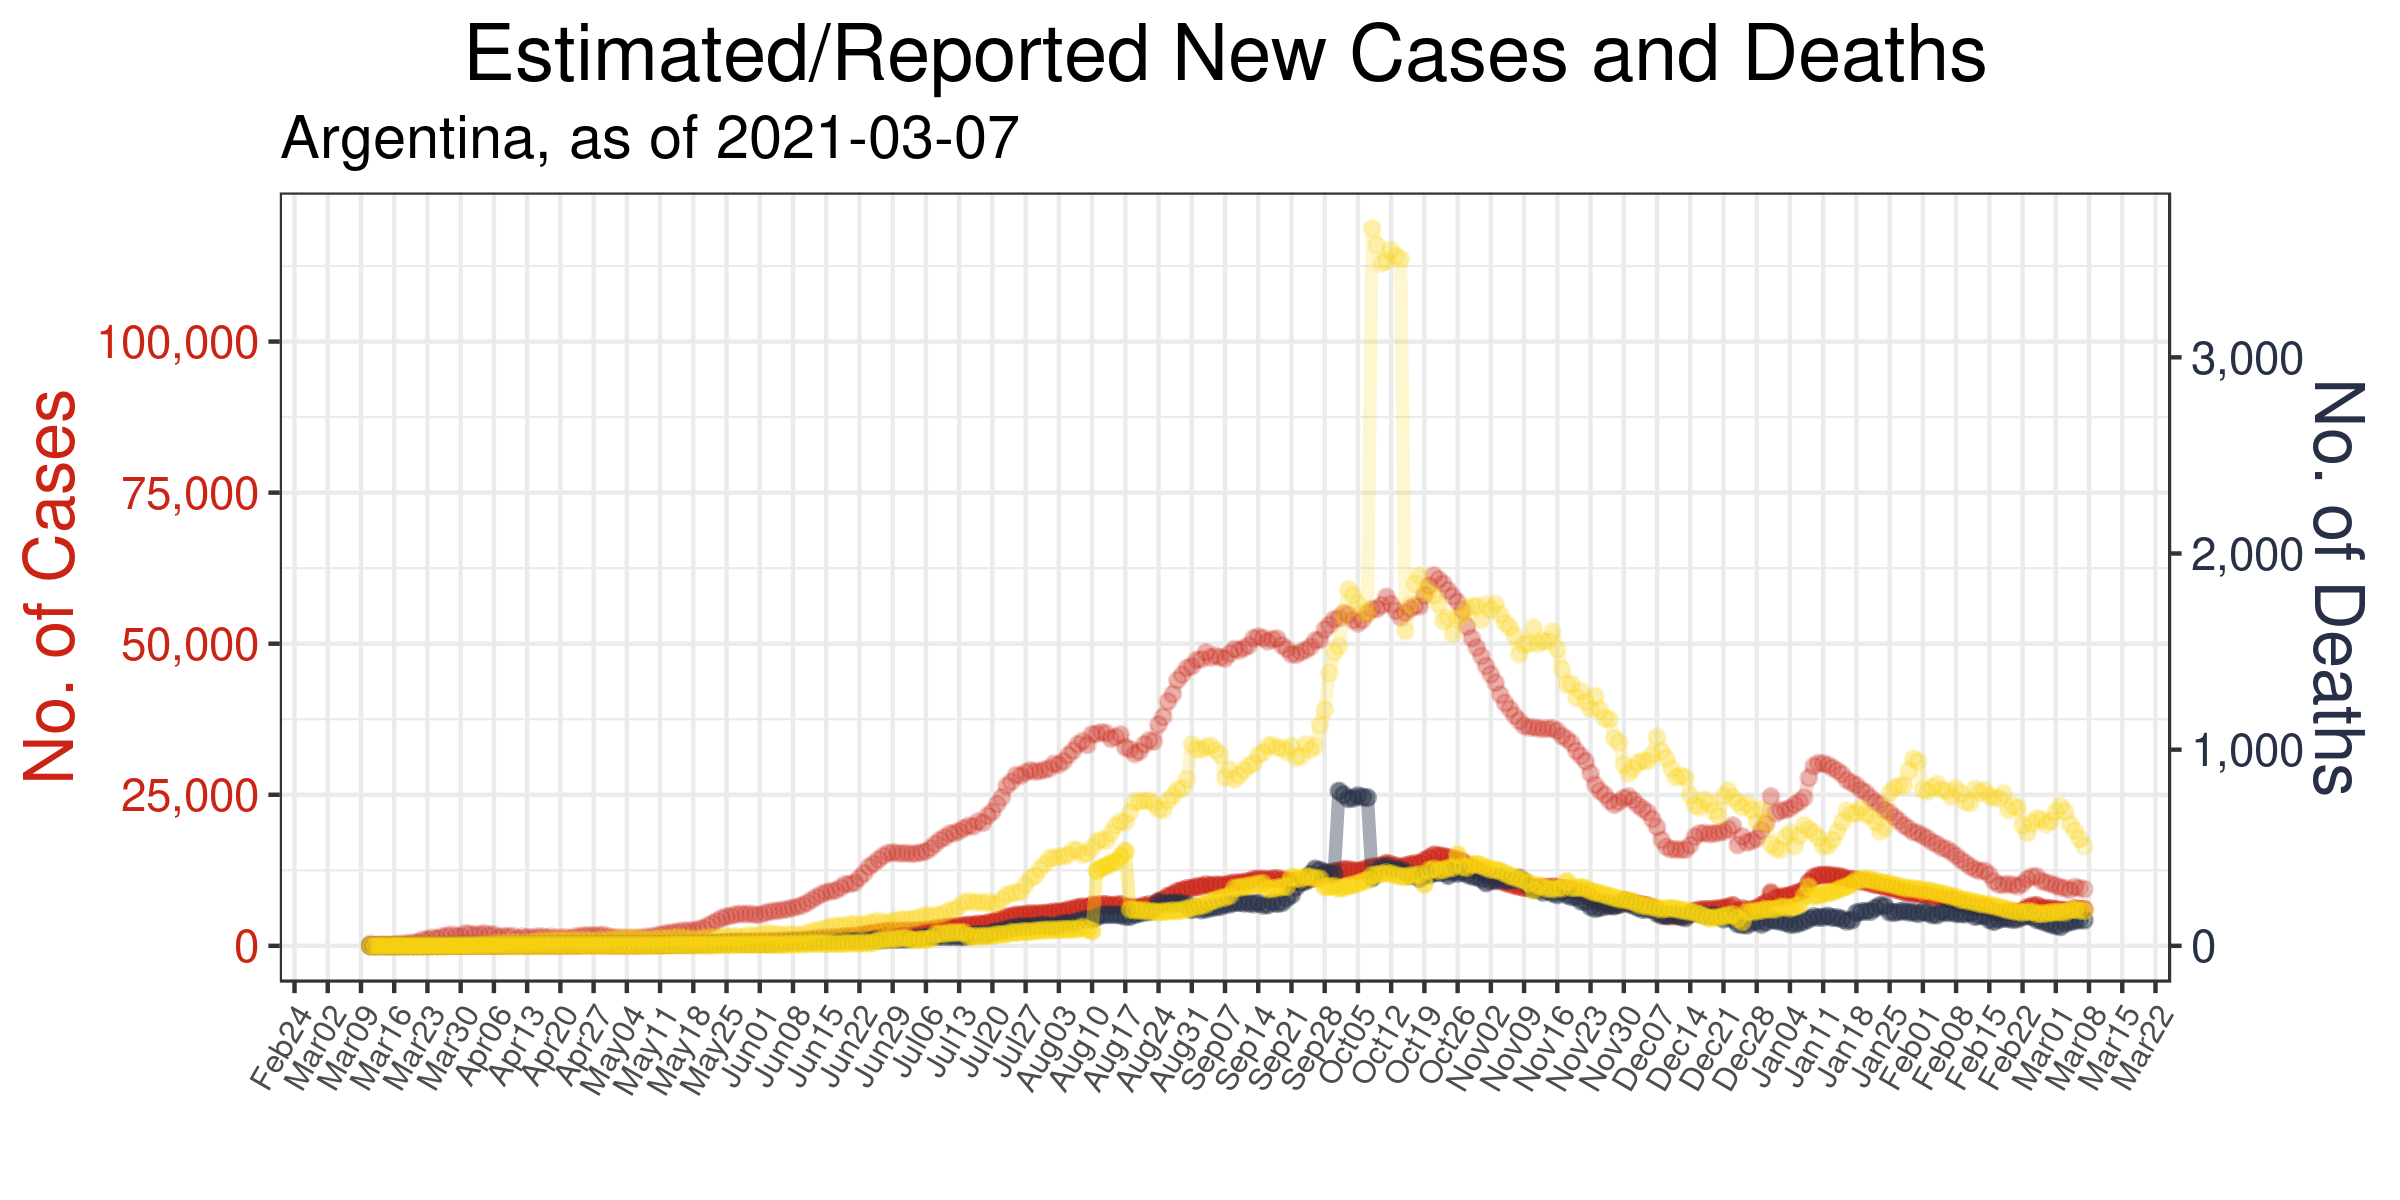 Estimated/Reported New Cases and Deaths
Argentina, as of 2021-03-07
No. of Cases
100,000
75,000
50,000
25,000
0
3,000
2,000
1,000
0
No. of Deaths
Feb24
Mar02
Mar09
Mar16
Mar23
Mar30
Apr06
Apr13
Apr20
Apr27
May04
May11
May18
May25
Jun01
Jun08
Jun15
Jun22
Jun29
Jul06
Jul13
Jul20
Jul27
Aug03
Aug10
Aug17
Aug24
Aug31
Sep07
Sep14
Sep21
Sep28
Oct05
Oct12
Oct19
Oct26
Nov02
Nov09
Nov16
Nov23
Nov30
Dec07
Dec14
Dec21
Dec28
Jan04
Jan11
Jan18
Jan25
Feb01
Feb08
Feb15
Feb22
Mar01
Mar08
Mar15
Mar22